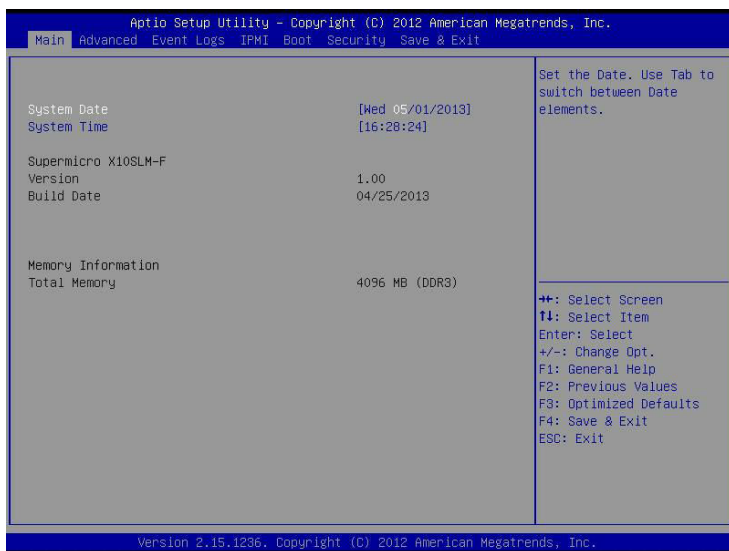 Aptio Setup Utility – Copyright (C) 2012 American Megatrends, Inc.
Main Advanced Event Logs IPMI Boot Security Save & Exit
System Date [Wed 05/01/2013]
System Time [16:28:24]
Supermicro X10SLM-F
Version 1.00
Build Date 04/25/2013
Memory Information
Total Memory 4096 MB (DDR3)
Set the Date. Use Tab to
switch between Date
elements.
→←: Select Screen
↑↓: Select Item
Enter: Select
+/-: Change Opt.
F1: General Help
F2: Previous Values
F3: Optimized Defaults
F4: Save & Exit
ESC: Exit
Version 2.15.1236. Copyright (C) 2012 American Megatrends, Inc.